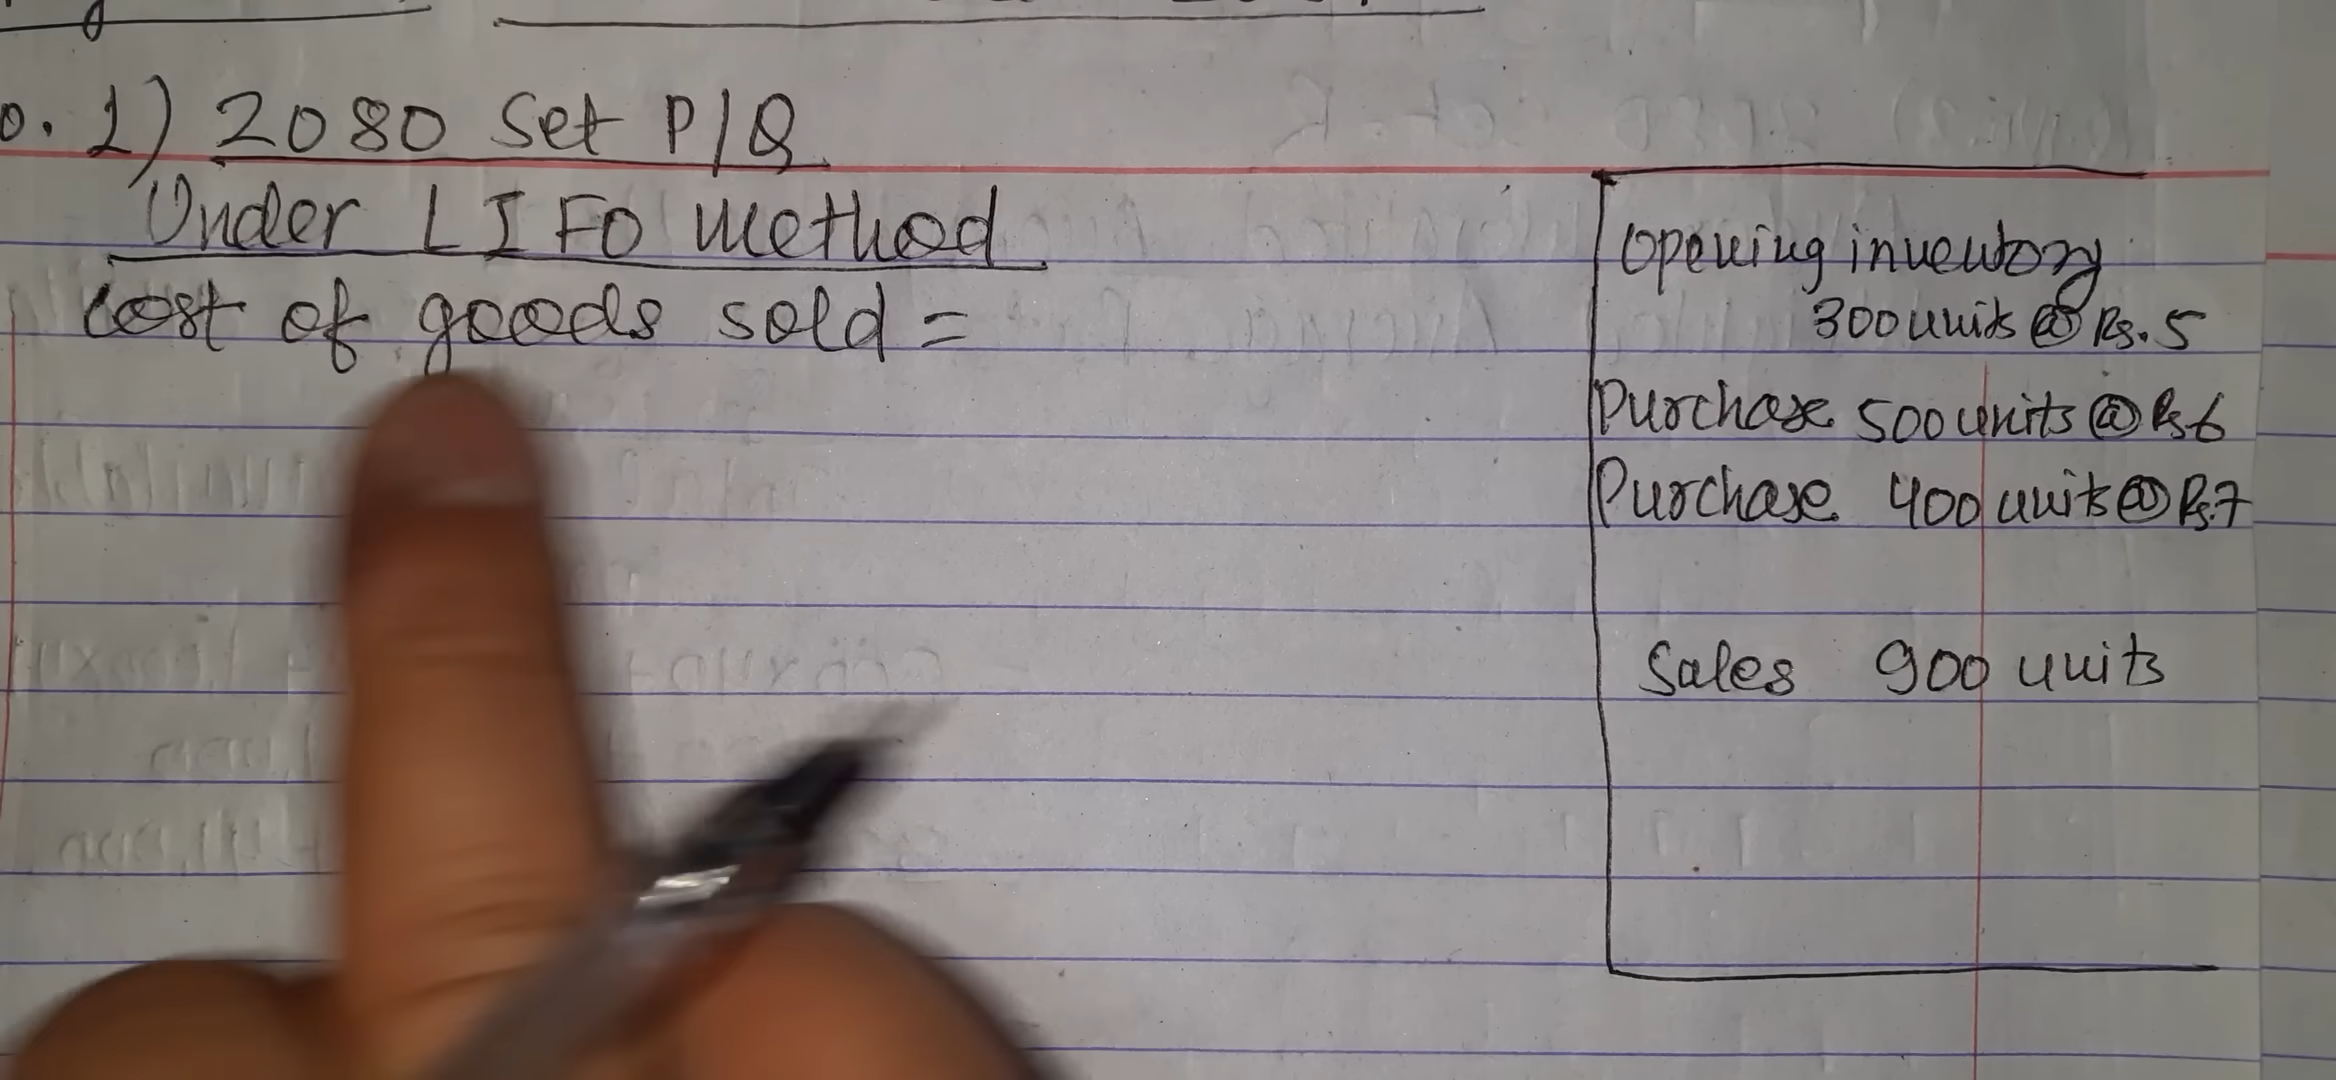 0. 1) 2080 Set P/Q
Under LIFO method
Cost of goods sold =
Opening inventory
300 units @ Rs. 5
Purchase 500 units @ Rs 6
Purchase 400 units @ Rs. 7
Sales 900 units